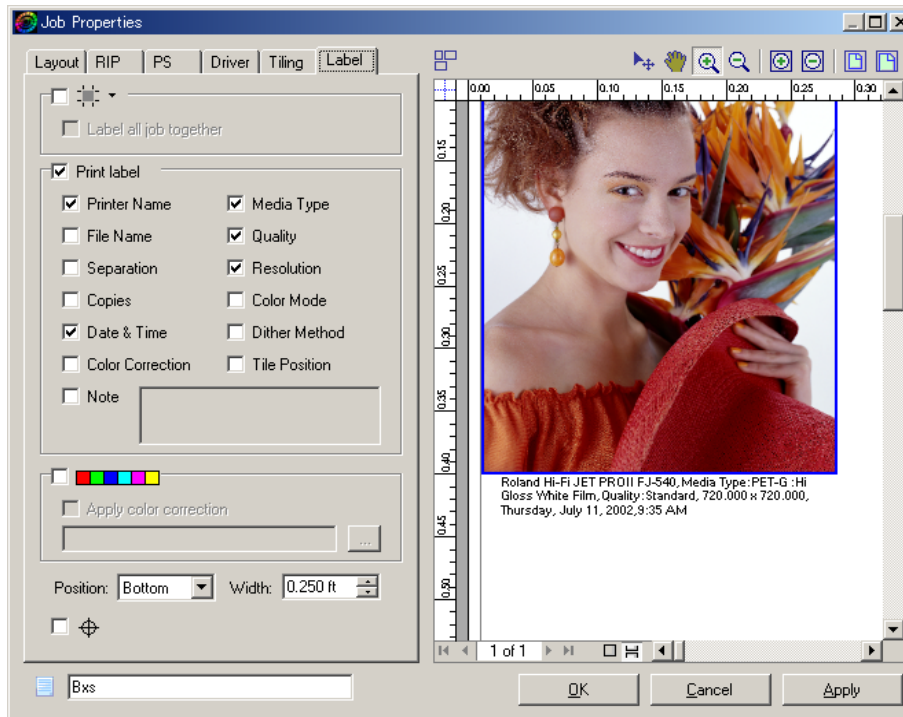 Job Properties
Layout RIP PS Driver Tiling Label
Label all job together
Print label
Printer Name Media Type
File Name Quality
Separation Resolution
Copies Color Mode
Date & Time Dither Method
Color Correction Tile Position
Note
Apply color correction
...
Position: Bottom Width: 0.250 ft
Bxs
0.00 0.05 0.10 0.15 0.20 0.25 0.30
0.15
0.20
0.25
0.30
0.35
0.40
0.45
0.50
Roland Hi-Fi JET PROII FJ-540, Media Type:PET-G :Hi
Gloss White Film, Quality:Standard, 720.000 x 720.000,
Thursday, July 11, 2002,9:35 AM
1 of 1
OK Cancel Apply